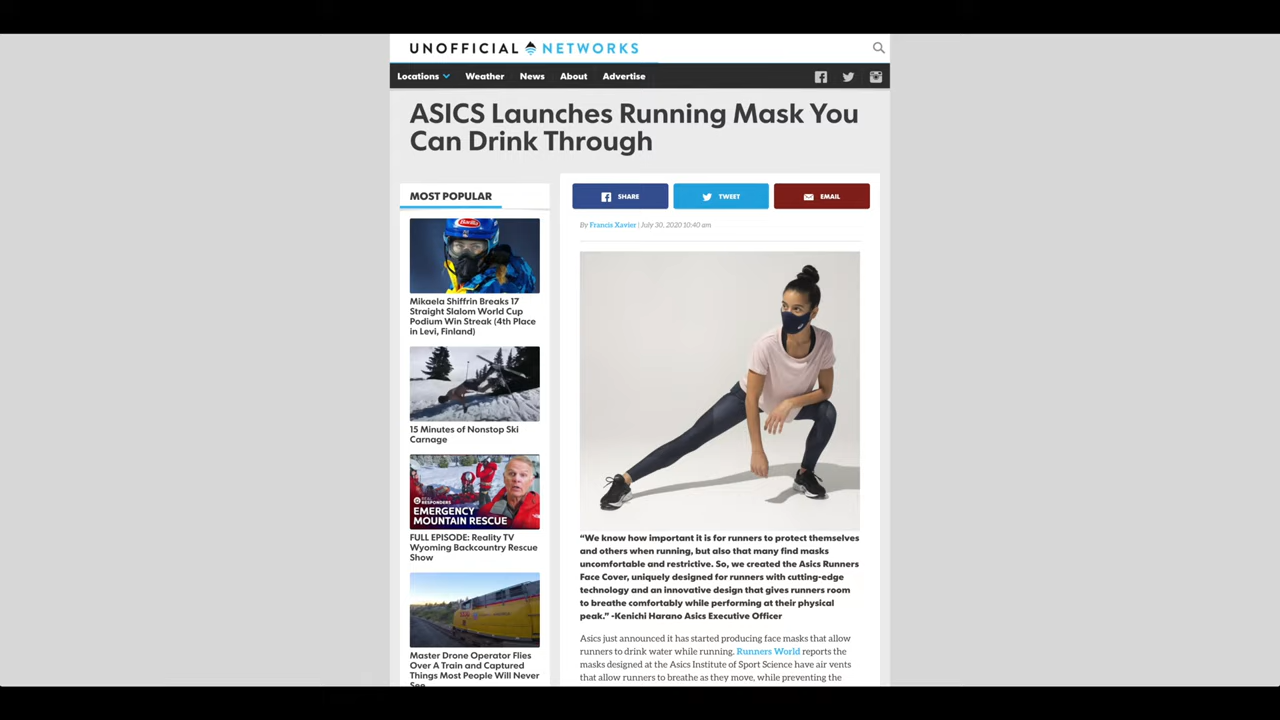 UNOFFICIAL NETWORKS
Locations Weather News About Advertise
ASICS Launches Running Mask You
Can Drink Through
MOST POPULAR
Mikaela Shiffrin Breaks 17
Straight Slalom World Cup
Podium Win Streak (4th Place
in Levi, Finland)
15 Minutes of Nonstop Ski
Carnage
REAL
RESPONDERS
EMERGENCY
MOUNTAIN RESCUE
FULL EPISODE: Reality TV
Wyoming Backcountry Rescue
Show
Master Drone Operator Flies
Over A Train and Captured
Things Most People Will Never
See
SHARE TWEET EMAIL
By Francis Xavier | July 30, 2020 10:40 am
“We know how important it is for runners to protect themselves
and others when running, but also that many find masks
uncomfortable and restrictive. So, we created the Asics Runners
Face Cover, uniquely designed for runners with cutting-edge
technology and an innovative design that gives runners room
to breathe comfortably while performing at their physical
peak.” -Kenichi Harano Asics Executive Officer
Asics just announced it has started producing face masks that allow
runners to drink water while running. Runners World reports the
masks designed at the Asics Institute of Sport Science have air vents
that allow runners to breathe as they move, while preventing the